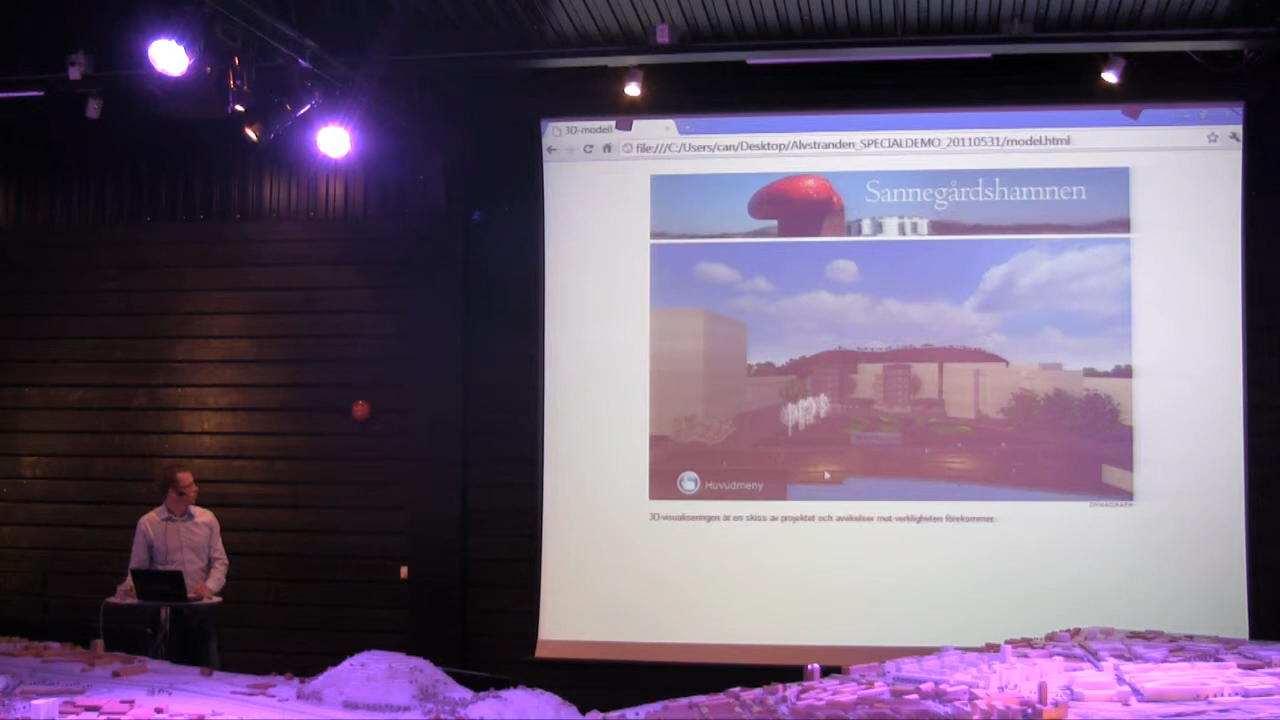 3D-modell
file:///C:/Users/can/Desktop/Alvstranden_SPECIALDEMO_20110531/model.html
Sannegårdshamnen
Huvudmeny
3D-visualiseringen är en skiss av projektet och avvikelser mot verkligheten förekommer.